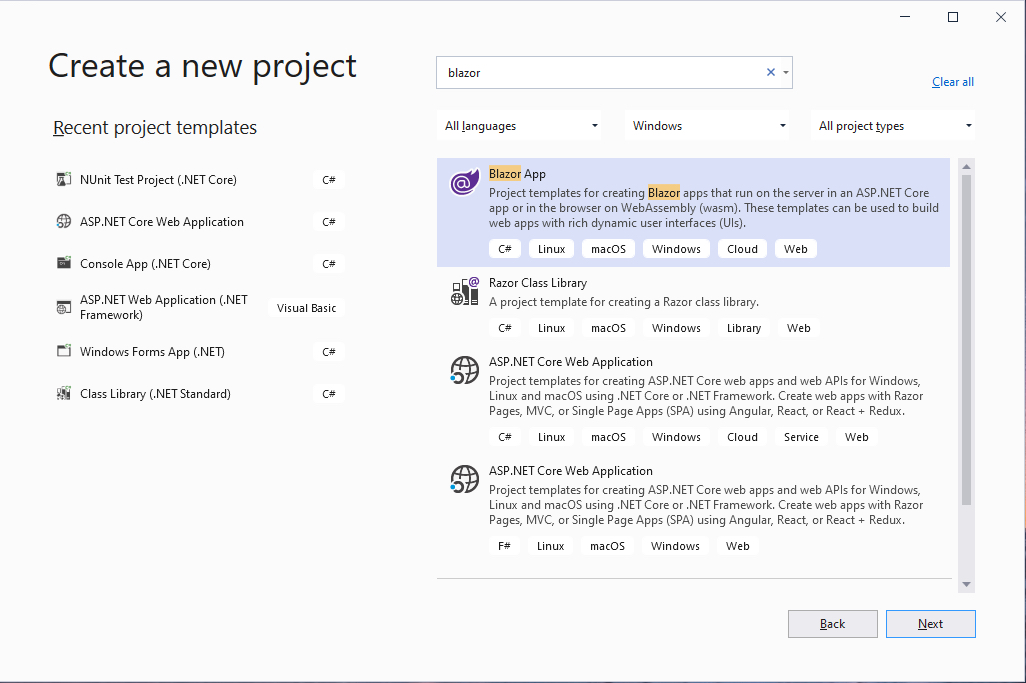 Create a new project
blazor
Clear all
Recent project templates
All languages
Windows
All project types
NUnit Test Project (.NET Core)
C#
ASP.NET Core Web Application
C#
Console App (.NET Core)
C#
ASP.NET Web Application (.NET
Framework)
Visual Basic
Windows Forms App (.NET)
C#
Class Library (.NET Standard)
C#
Blazor App
Project templates for creating Blazor apps that run on the server in an ASP.NET Core
app or in the browser on WebAssembly (wasm). These templates can be used to build
web apps with rich dynamic user interfaces (UIs).
C# Linux macOS Windows Cloud Web
Razor Class Library
A project template for creating a Razor class library.
C# Linux macOS Windows Library Web
ASP.NET Core Web Application
Project templates for creating ASP.NET Core web apps and web APIs for Windows,
Linux and macOS using .NET Core or .NET Framework. Create web apps with Razor
Pages, MVC, or Single Page Apps (SPA) using Angular, React, or React + Redux.
C# Linux macOS Windows Cloud Service Web
ASP.NET Core Web Application
Project templates for creating ASP.NET Core web apps and web APIs for Windows,
Linux and macOS using .NET Core or .NET Framework. Create web apps with Razor
Pages, MVC, or Single Page Apps (SPA) using Angular, React, or React + Redux.
F# Linux macOS Windows Web
Back
Next